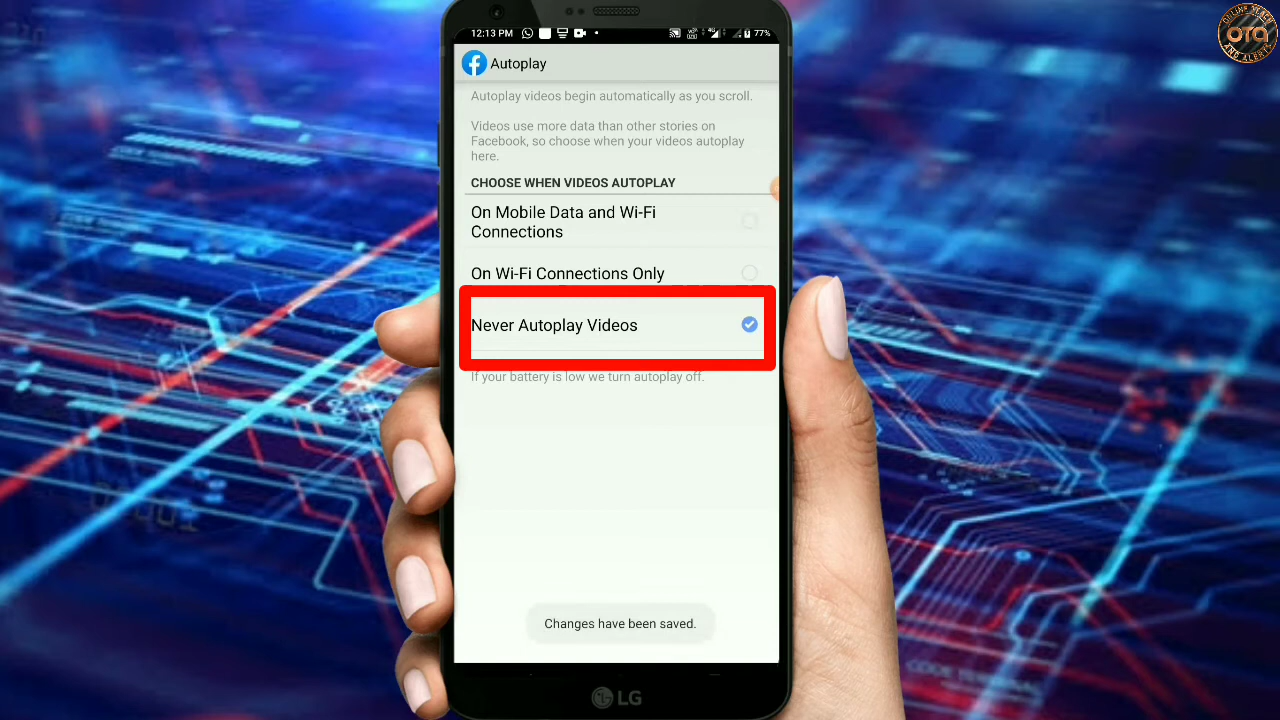 12:13 PM
77%
Autoplay
Autoplay videos begin automatically as you scroll.
Videos use more data than other stories on
Facebook, so choose when your videos autoplay
here.
CHOOSE WHEN VIDEOS AUTOPLAY
On Mobile Data and Wi-Fi
Connections
On Wi-Fi Connections Only
Never Autoplay Videos
If your battery is low we turn autoplay off.
Changes have been saved.
LG
OTA
AND ALERTS